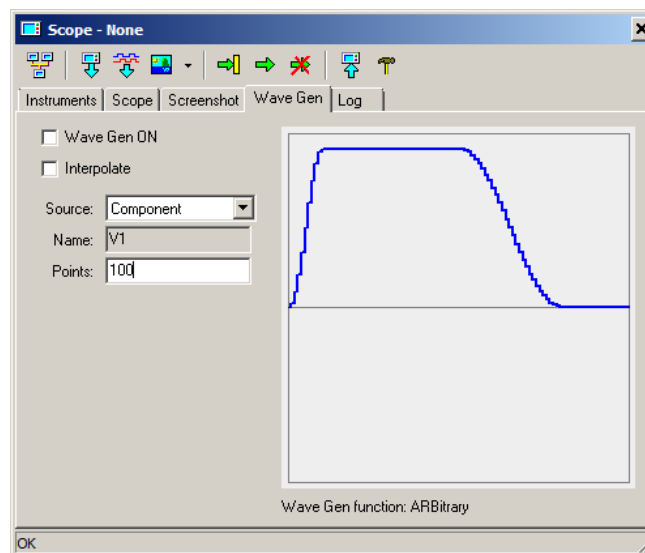 Scope - None
Instruments Scope Screenshot Wave Gen Log
Wave Gen ON
Interpolate
Source: Component
Name: V1
Points: 100
Wave Gen function: ARBitrary
OK